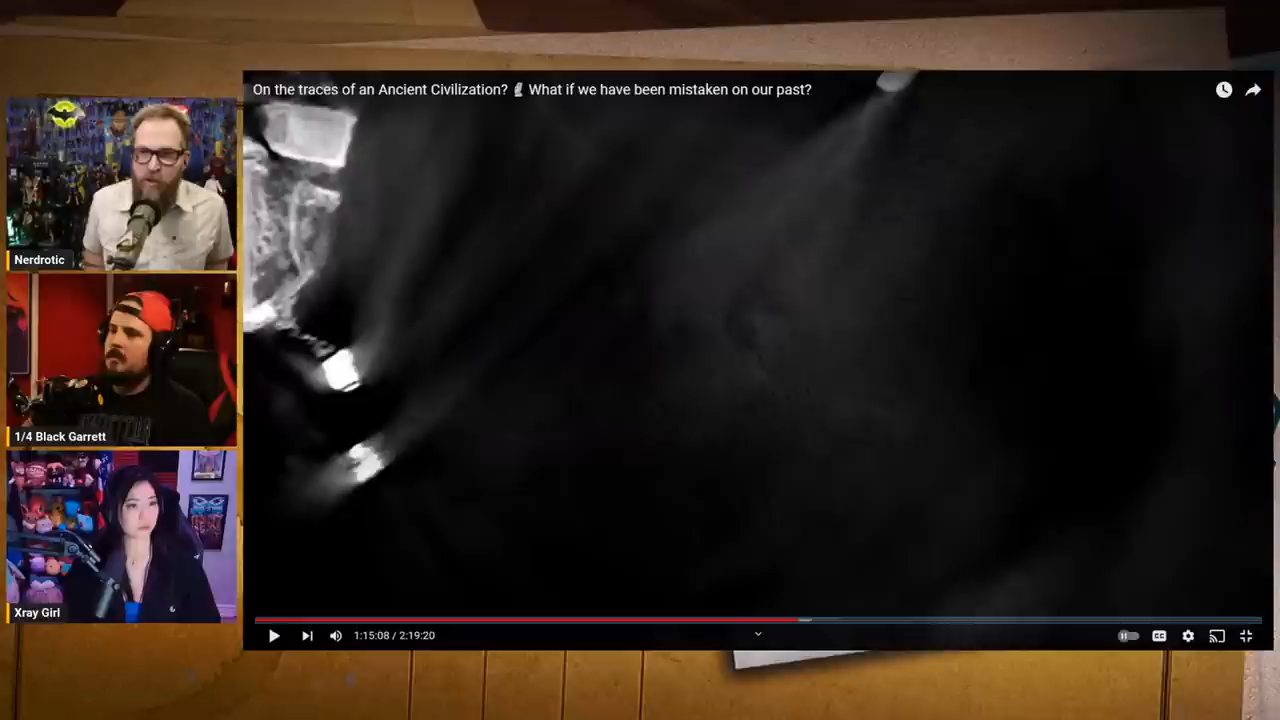 On the traces of an Ancient Civilization? 🗿 What if we have been mistaken on our past?
Nerdrotic
1/4 Black Garrett
Xray Girl
1:15:08 / 2:19:20
CC